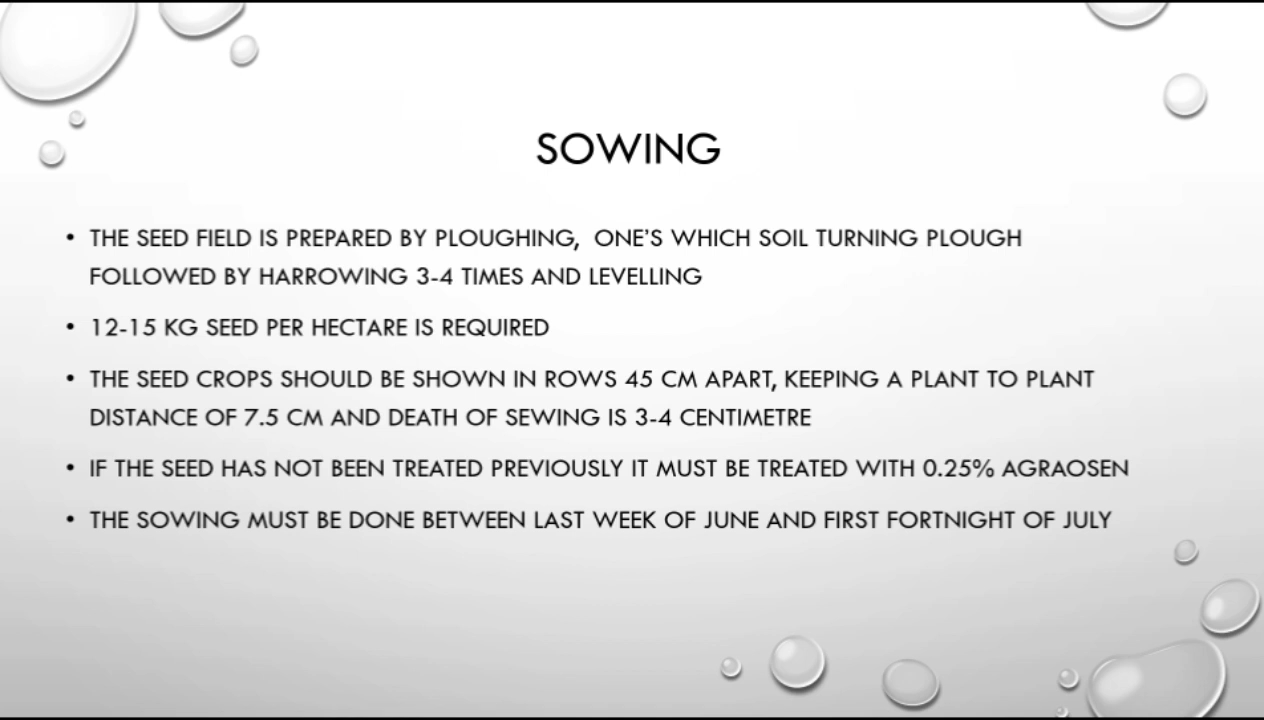 SOWING
• THE SEED FIELD IS PREPARED BY PLOUGHING, ONE'S WHICH SOIL TURNING PLOUGH
FOLLOWED BY HARROWING 3-4 TIMES AND LEVELLING
• 12-15 KG SEED PER HECTARE IS REQUIRED
• THE SEED CROPS SHOULD BE SHOWN IN ROWS 45 CM APART, KEEPING A PLANT TO PLANT
DISTANCE OF 7.5 CM AND DEATH OF SEWING IS 3-4 CENTIMETRE
• IF THE SEED HAS NOT BEEN TREATED PREVIOUSLY IT MUST BE TREATED WITH 0.25% AGRAOSEN
• THE SOWING MUST BE DONE BETWEEN LAST WEEK OF JUNE AND FIRST FORTNIGHT OF JULY